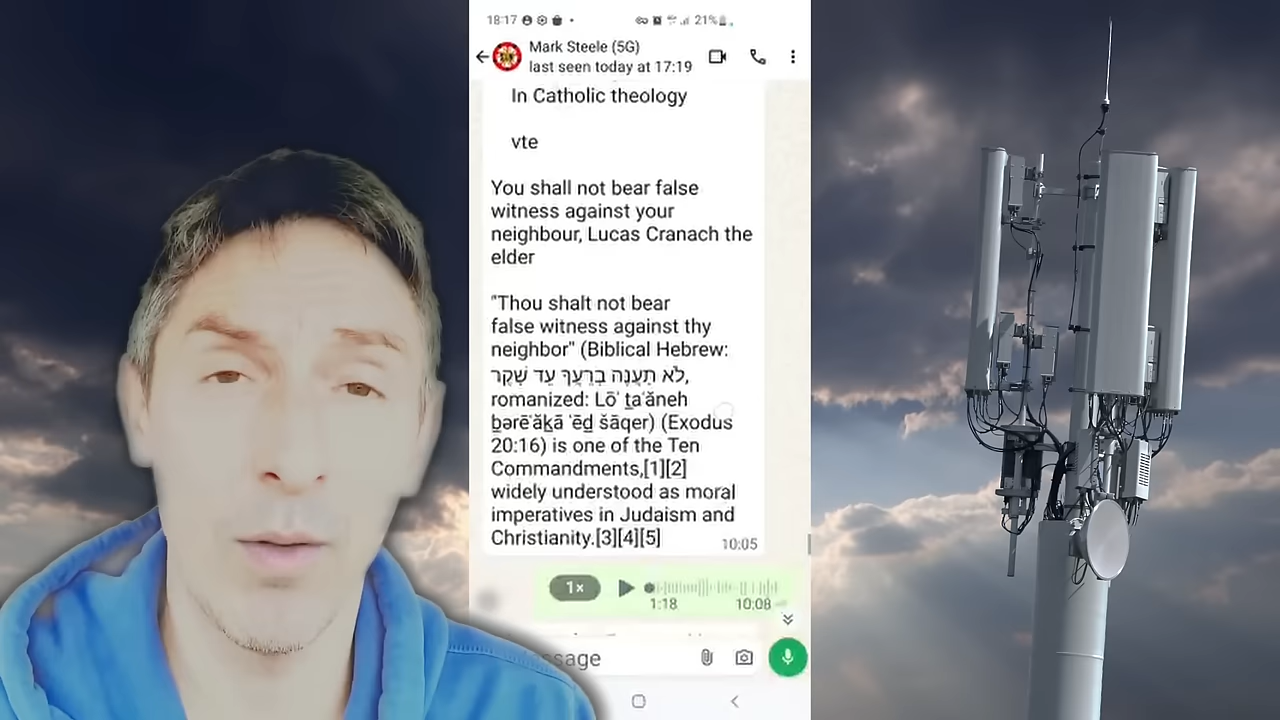 18:17
21%
Mark Steele (5G)
last seen today at 17:19
In Catholic theology
vte
You shall not bear false
witness against your
neighbour, Lucas Cranach the
elder
"Thou shalt not bear
false witness against thy
neighbor" (Biblical Hebrew:
לֹא תַעֲנֶה בְרֵעֲךָ עֵד שָׁקֶר,
romanized: Lōʾ t̲aʿăneh
b̲ərēʿăk̲ā ʿēd̲ šāqer) (Exodus
20:16) is one of the Ten
Commandments,[1][2]
widely understood as moral
imperatives in Judaism and
Christianity.[3][4][5]
10:05
1×
1:18
10:08
ssage